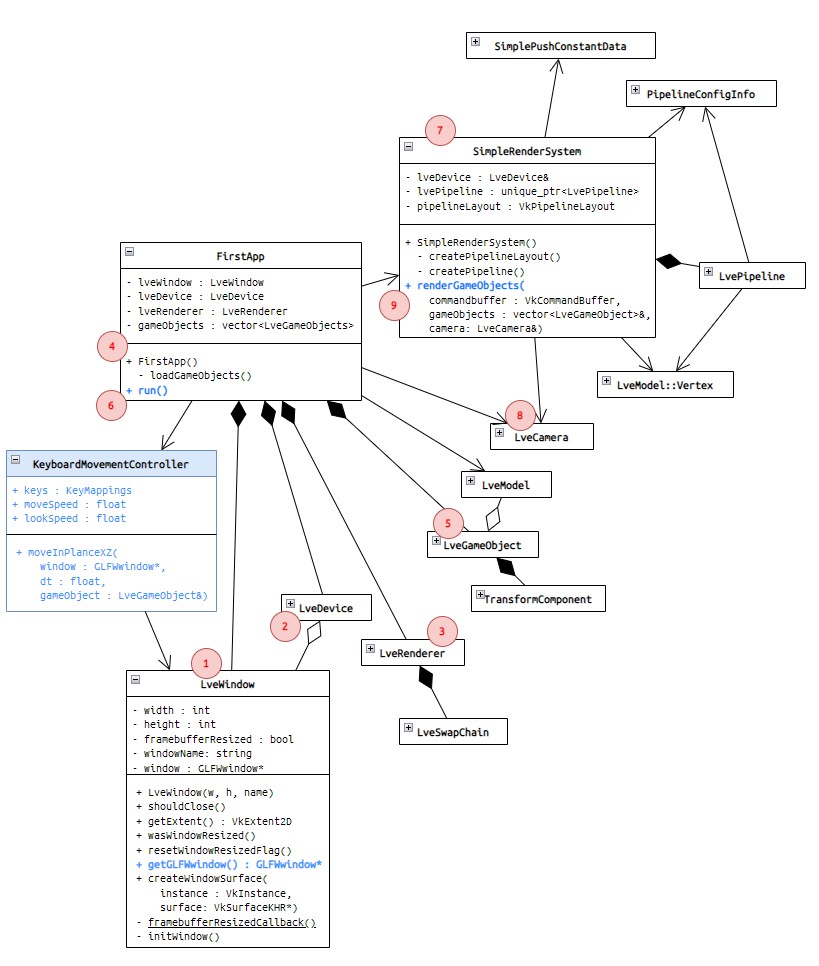 SimplePushConstantData
PipelineConfigInfo
7
SimpleRenderSystem
- lveDevice : LveDevice&
- lvePipeline : unique_ptr<LvePipeline>
- pipelineLayout : VkPipelineLayout
+ SimpleRenderSystem()
- createPipelineLayout()
- createPipeline()
+ renderGameObjects(
commandbuffer : VkCommandBuffer,
gameObjects : vector<LveGameObject>&,
camera: LveCamera&)
9
LvePipeline
LveModel::Vertex
FirstApp
- lveWindow : LveWindow
- lveDevice : LveDevice
- lveRenderer : LveRenderer
- gameObjects : vector<LveGameObjects>
4
+ FirstApp()
- loadGameObjects()
+ run()
6
8
LveCamera
KeyboardMovementController
+ keys : KeyMappings
+ moveSpeed : float
+ lookSpeed : float
+ moveInPlanceXZ(
window : GLFWwindow*,
dt : float,
gameObject : LveGameObject&)
LveModel
5
LveGameObject
TransformComponent
LveDevice
2
3
LveRenderer
LveSwapChain
1
LveWindow
- width : int
- height : int
- framebufferResized : bool
- windowName: string
- window : GLFWwindow*
+ LveWindow(w, h, name)
+ shouldClose()
+ getExtent() : VkExtent2D
+ wasWindowResized()
+ resetWindowResizedFlag()
+ getGLFWwindow() : GLFWwindow*
+ createWindowSurface(
instance : VkInstance,
surface: VkSurfaceKHR*)
- framebufferResizedCallback()
- initWindow()